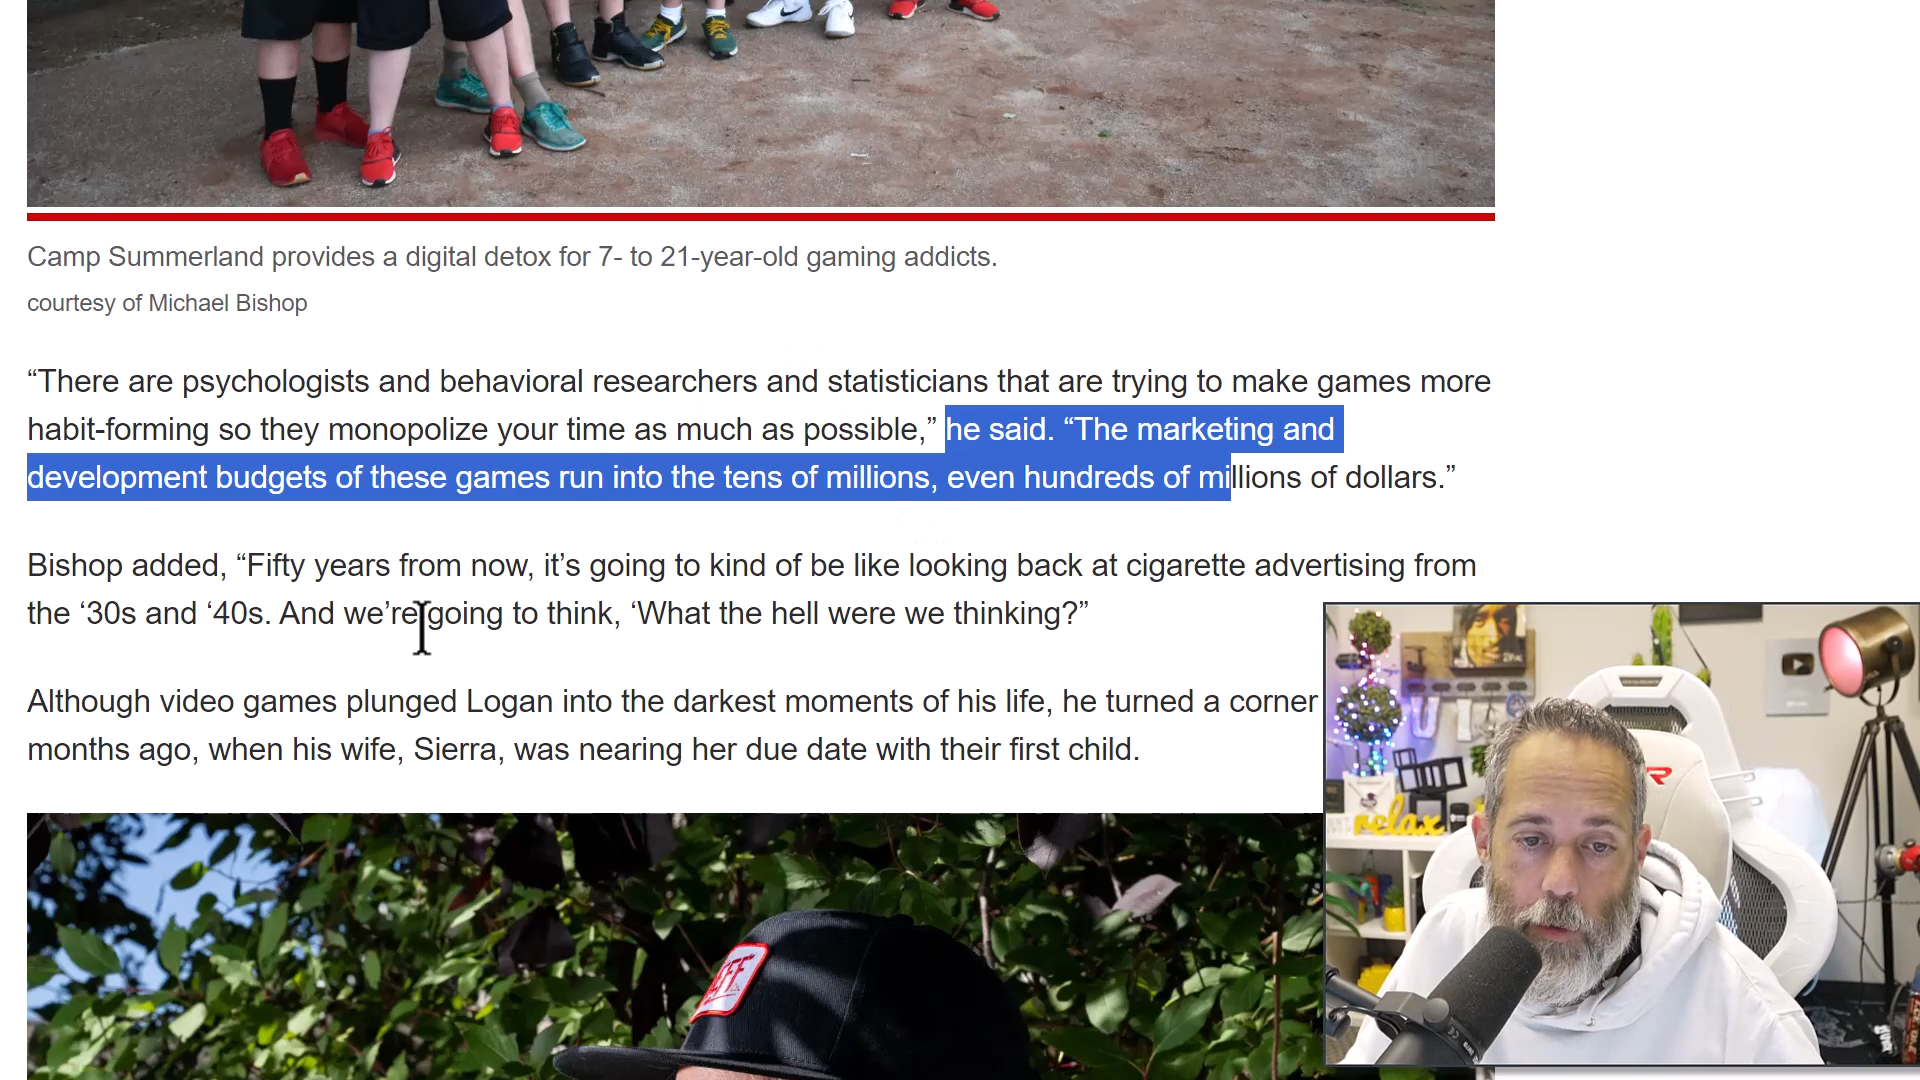 Camp Summerland provides a digital detox for 7- to 21-year-old gaming addicts.
courtesy of Michael Bishop
“There are psychologists and behavioral researchers and statisticians that are trying to make games more
habit-forming so they monopolize your time as much as possible,” he said. “The marketing and
development budgets of these games run into the tens of millions, even hundreds of millions of dollars.”
Bishop added, “Fifty years from now, it’s going to kind of be like looking back at cigarette advertising from
the ‘30s and ‘40s. And we’re going to think, ‘What the hell were we thinking?”
Although video games plunged Logan into the darkest moments of his life, he turned a corner
months ago, when his wife, Sierra, was nearing her due date with their first child.
relax